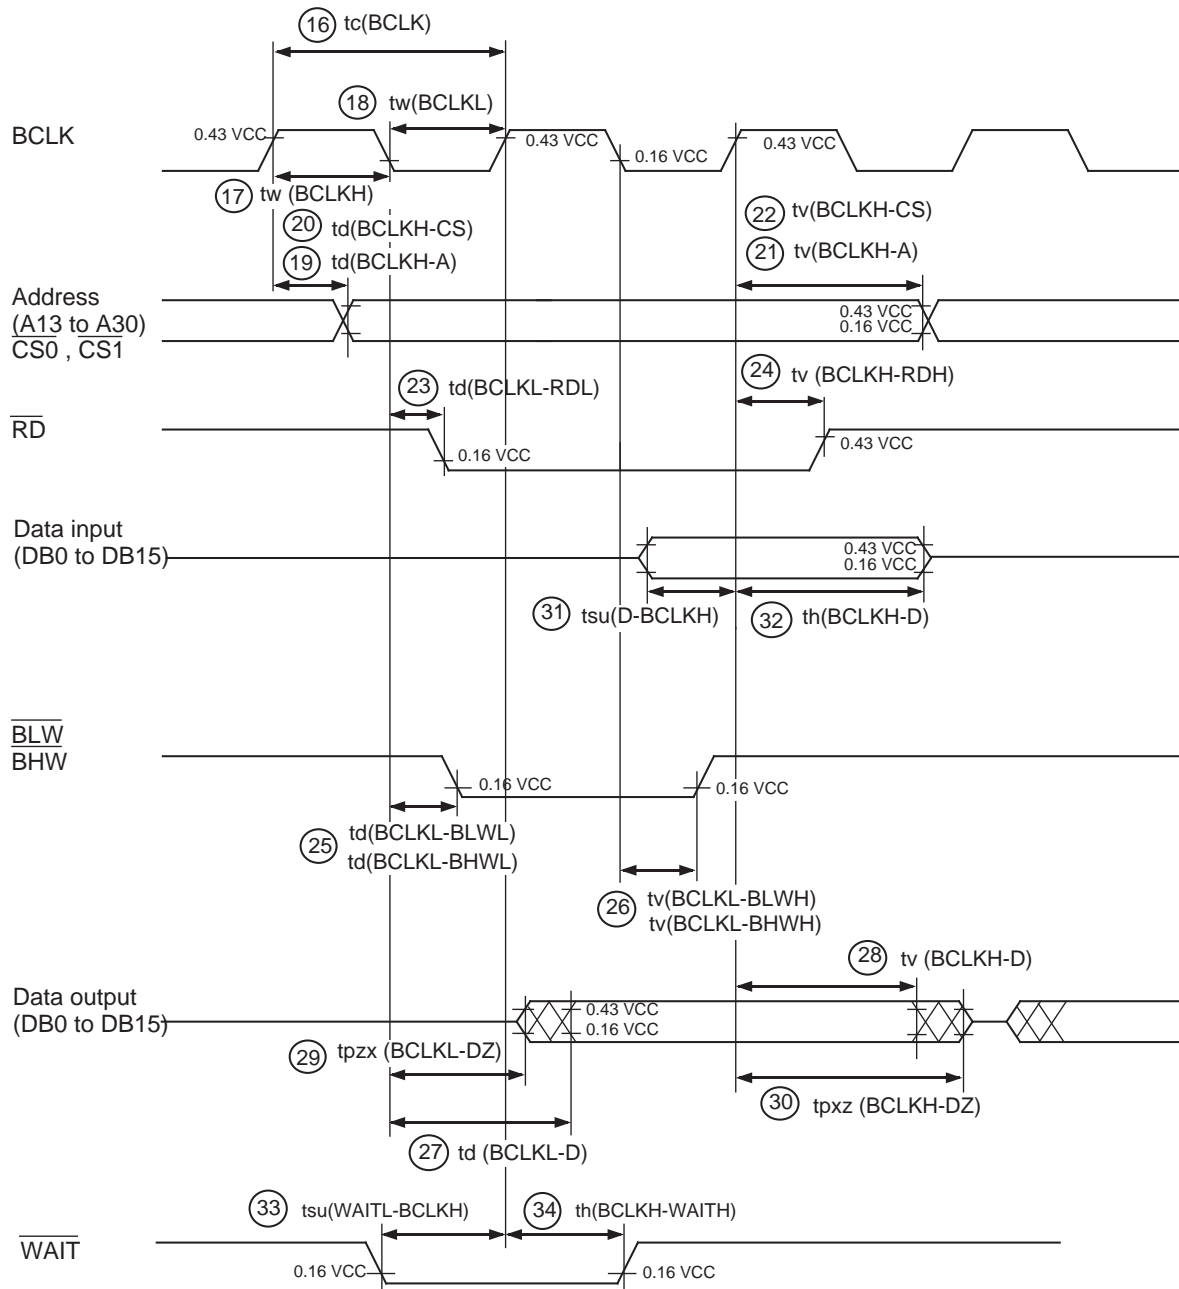 16 tc(BCLK)
18 tw(BCLKL)
BCLK
0.43 VCC
0.43 VCC
0.16 VCC
0.43 VCC
17 tw (BCLKH)
20 td(BCLKH-CS)
22 tv(BCLKH-CS)
19 td(BCLKH-A)
21 tv(BCLKH-A)
Address
(A13 to A30)
CS0 , CS1
0.43 VCC
0.16 VCC
23 td(BCLKL-RDL)
24 tv (BCLKH-RDH)
RD
0.16 VCC
0.43 VCC
Data input
(DB0 to DB15)
0.43 VCC
0.16 VCC
31 tsu(D-BCLKH)
32 th(BCLKH-D)
BLW
BHW
0.16 VCC
0.16 VCC
25 td(BCLKL-BLWL)
td(BCLKL-BHWL)
26 tv(BCLKL-BLWH)
tv(BCLKL-BHWH)
28 tv (BCLKH-D)
Data output
(DB0 to DB15)
0.43 VCC
0.16 VCC
29 tpzx (BCLKL-DZ)
30 tpxz (BCLKH-DZ)
27 td (BCLKL-D)
33 tsu(WAITL-BCLKH)
34 th(BCLKH-WAITH)
WAIT
0.16 VCC
0.16 VCC